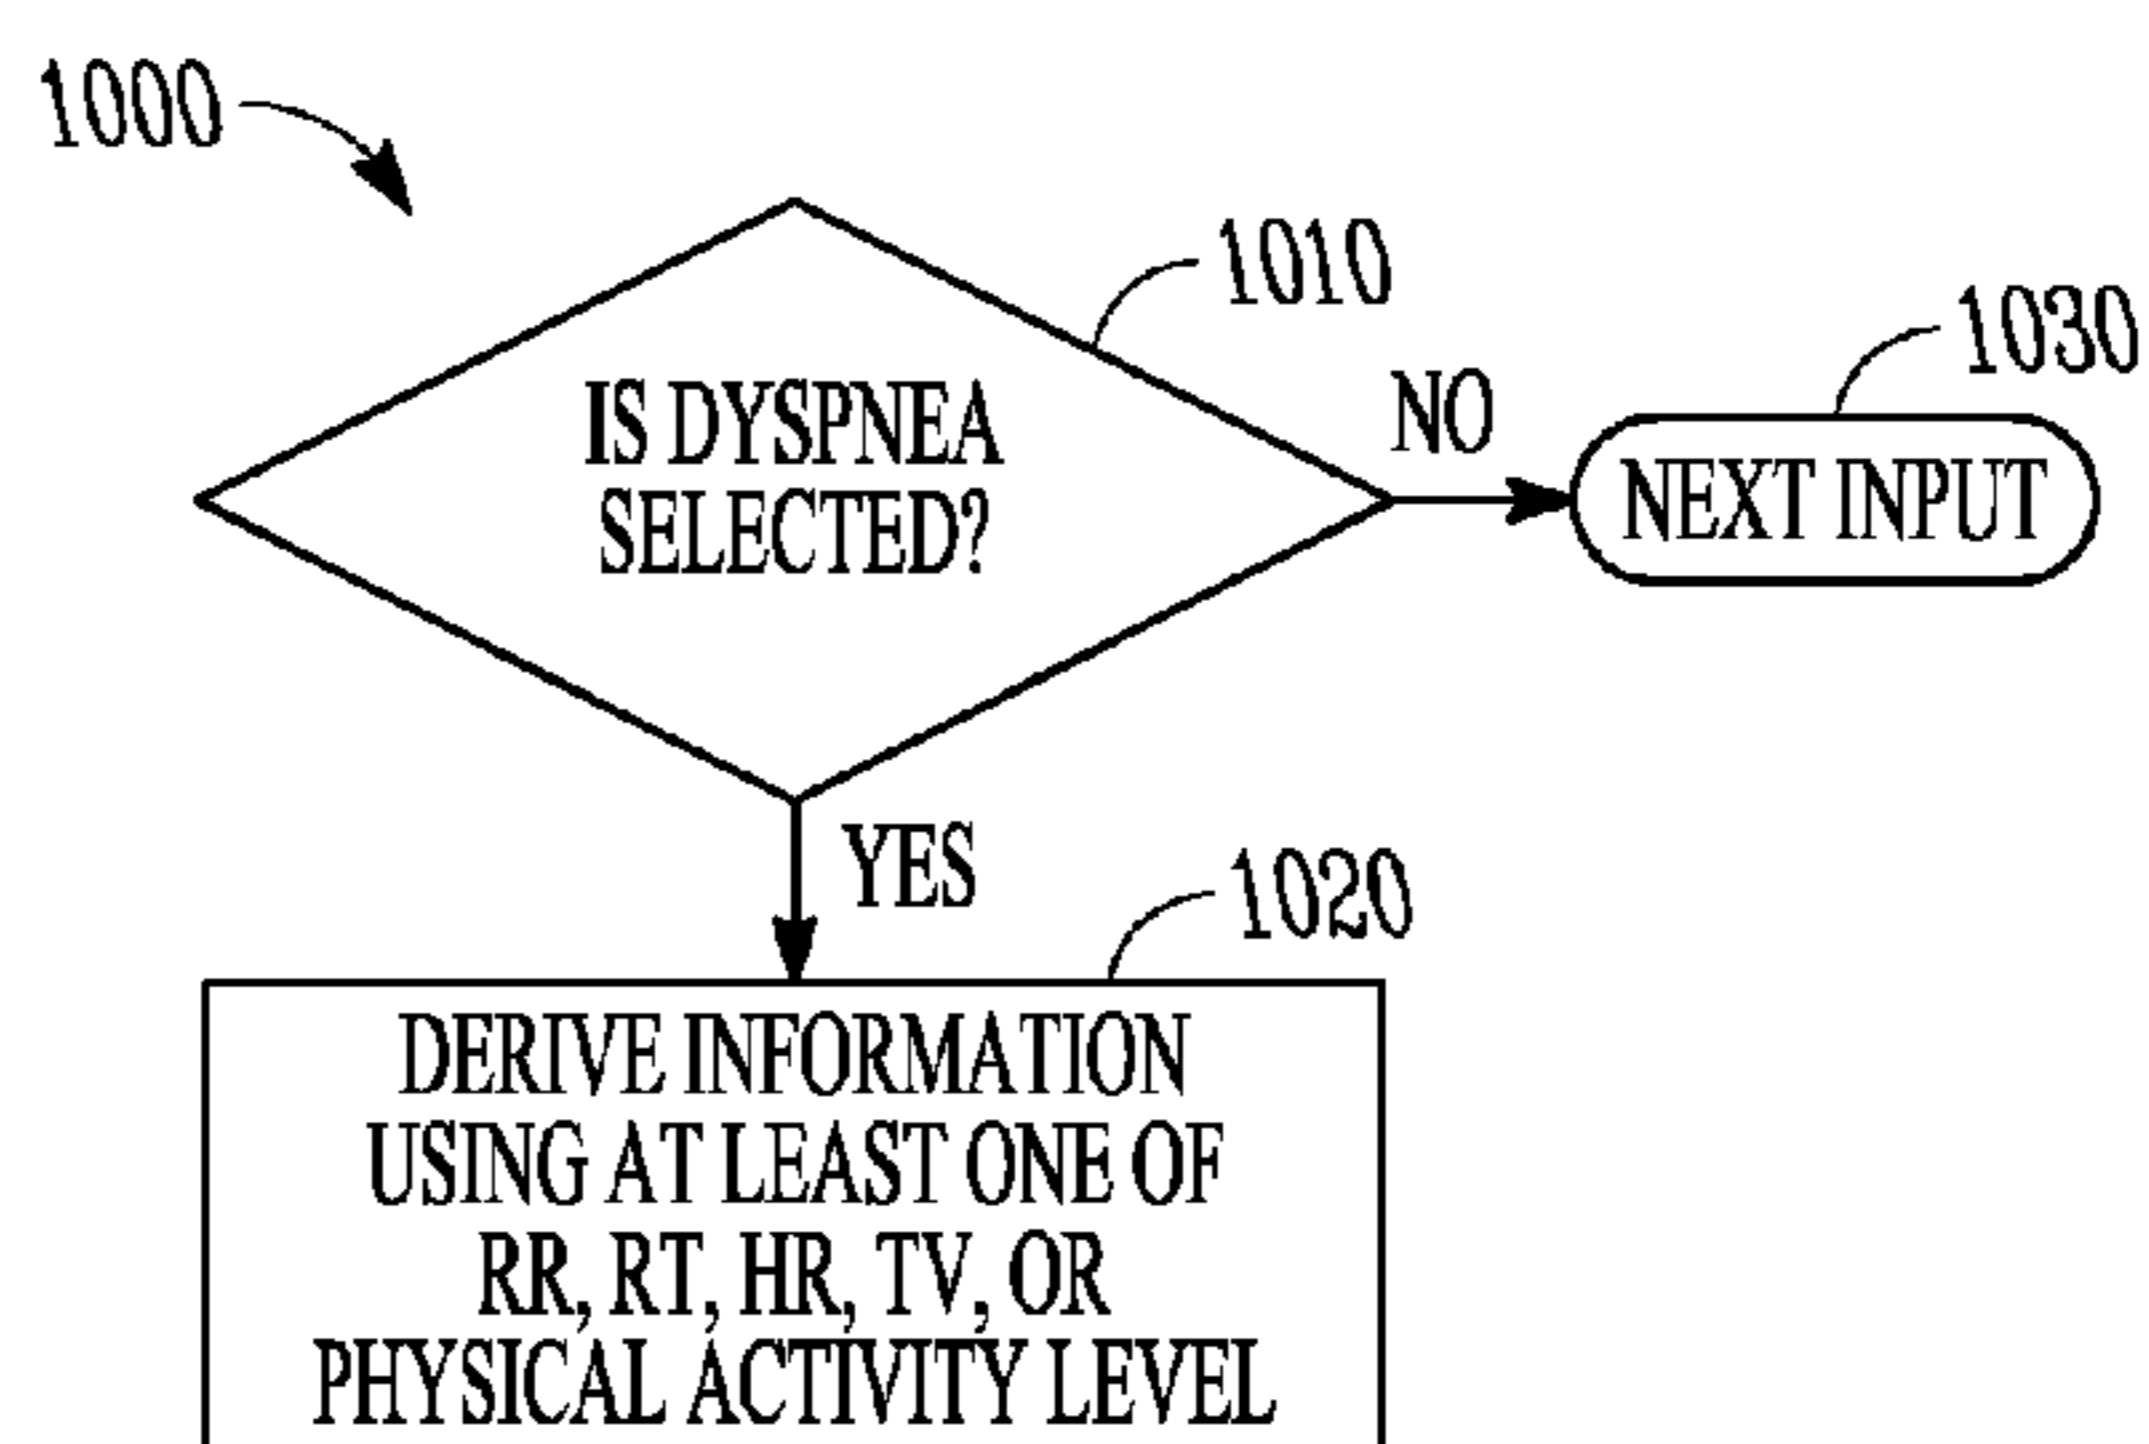 1000
1010
IS DYSPNEA
SELECTED?
NO
1030
NEXT INPUT
YES
1020
DERIVE INFORMATION
USING AT LEAST ONE OF
RR, RT, HR, TV, OR
PHYSICAL ACTIVITY LEVEL